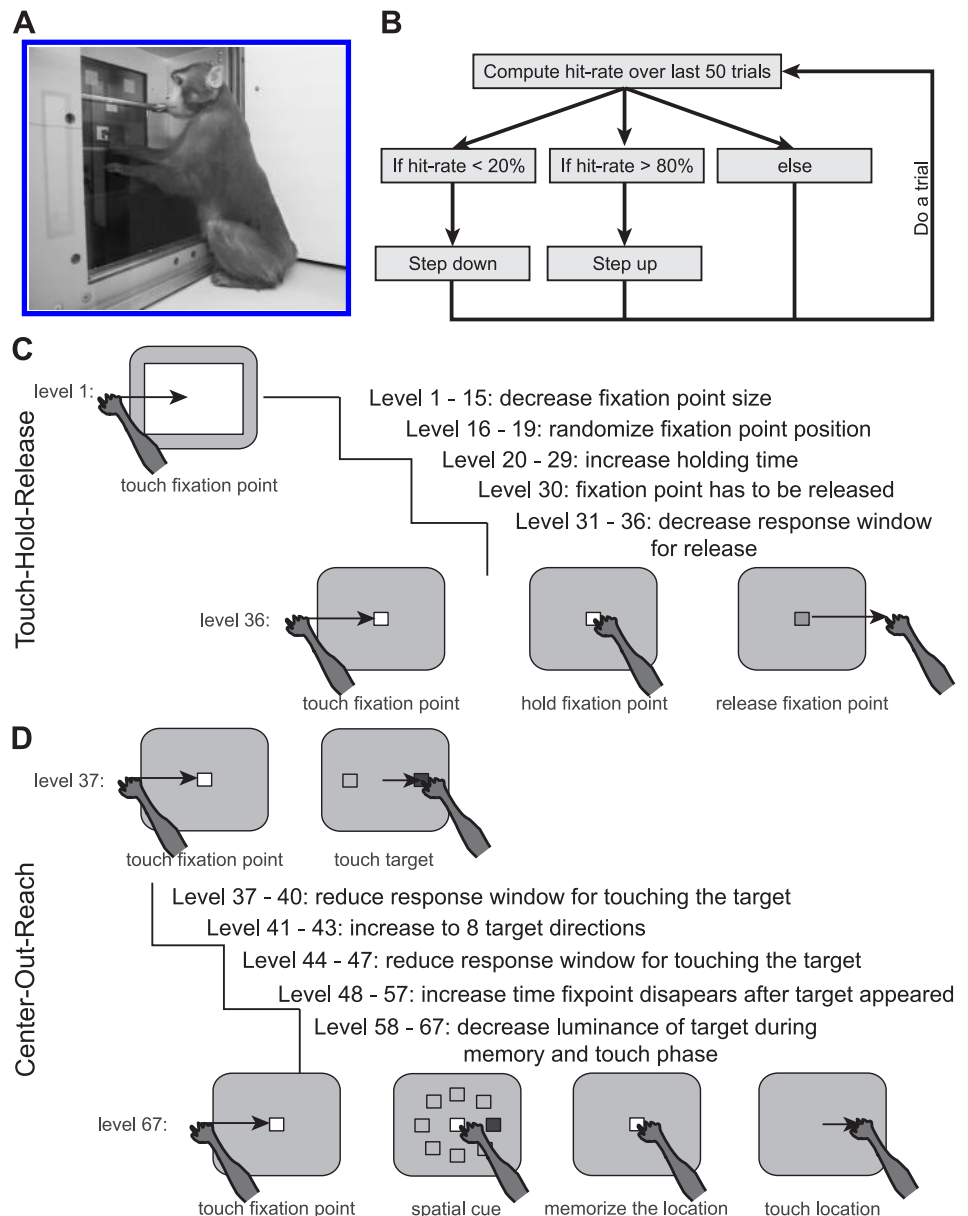 A
B
Compute hit-rate over last 50 trials
If hit-rate < 20%
If hit-rate > 80%
else
Step down
Step up
Do a trial
C
Touch-Hold-Release
level 1:
touch fixation point
Level 1 - 15: decrease fixation point size
Level 16 - 19: randomize fixation point position
Level 20 - 29: increase holding time
Level 30: fixation point has to be released
Level 31 - 36: decrease response window
for release
level 36:
touch fixation point
hold fixation point
release fixation point
D
Center-Out-Reach
level 37:
touch fixation point
touch target
Level 37 - 40: reduce response window for touching the target
Level 41 - 43: increase to 8 target directions
Level 44 - 47: reduce response window for touching the target
Level 48 - 57: increase time fixpoint disapears after target appeared
Level 58 - 67: decrease luminance of target during
memory and touch phase
level 67:
touch fixation point
spatial cue
memorize the location
touch location